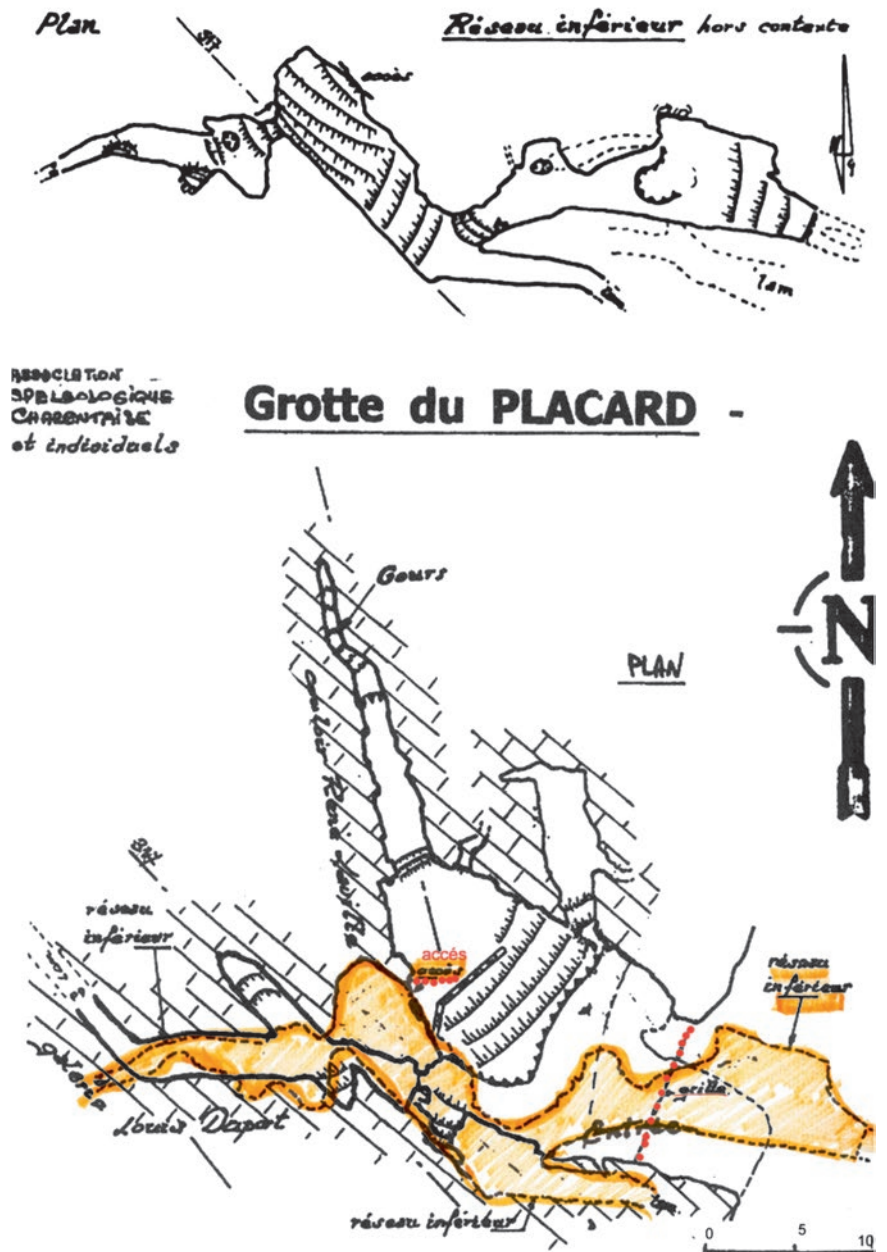 Plan
Réseau inférieur hors contexte
accès
N
1am
ASSOCIATION
SPELEOLOGIQUE
CHARENTAISE
et individuels
Grotte du PLACARD -
Gours
N
PLAN
réseau
inférieur
accés
accès
réseau
inférieur
grille
Entrée
réseau inférieur
0 5 10